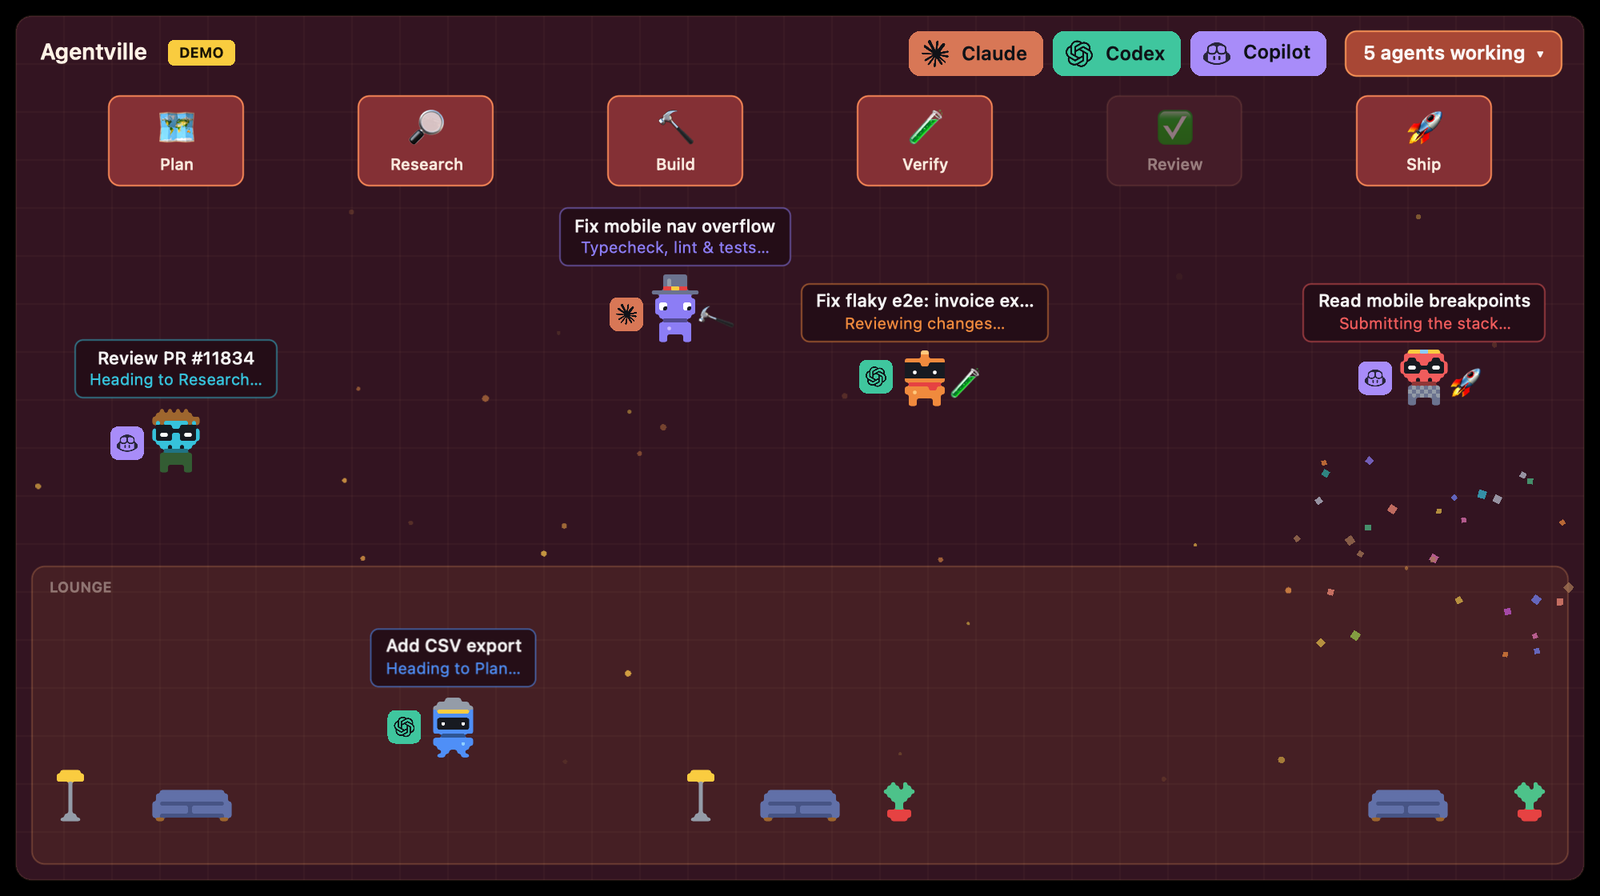 Agentville
DEMO
Claude
Codex
Copilot
5 agents working
Plan
Research
Build
Verify
Review
Ship
Fix mobile nav overflow
Typecheck, lint & tests...
Fix flaky e2e: invoice ex...
Reviewing changes...
Read mobile breakpoints
Submitting the stack...
Review PR #11834
Heading to Research...
LOUNGE
Add CSV export
Heading to Plan...